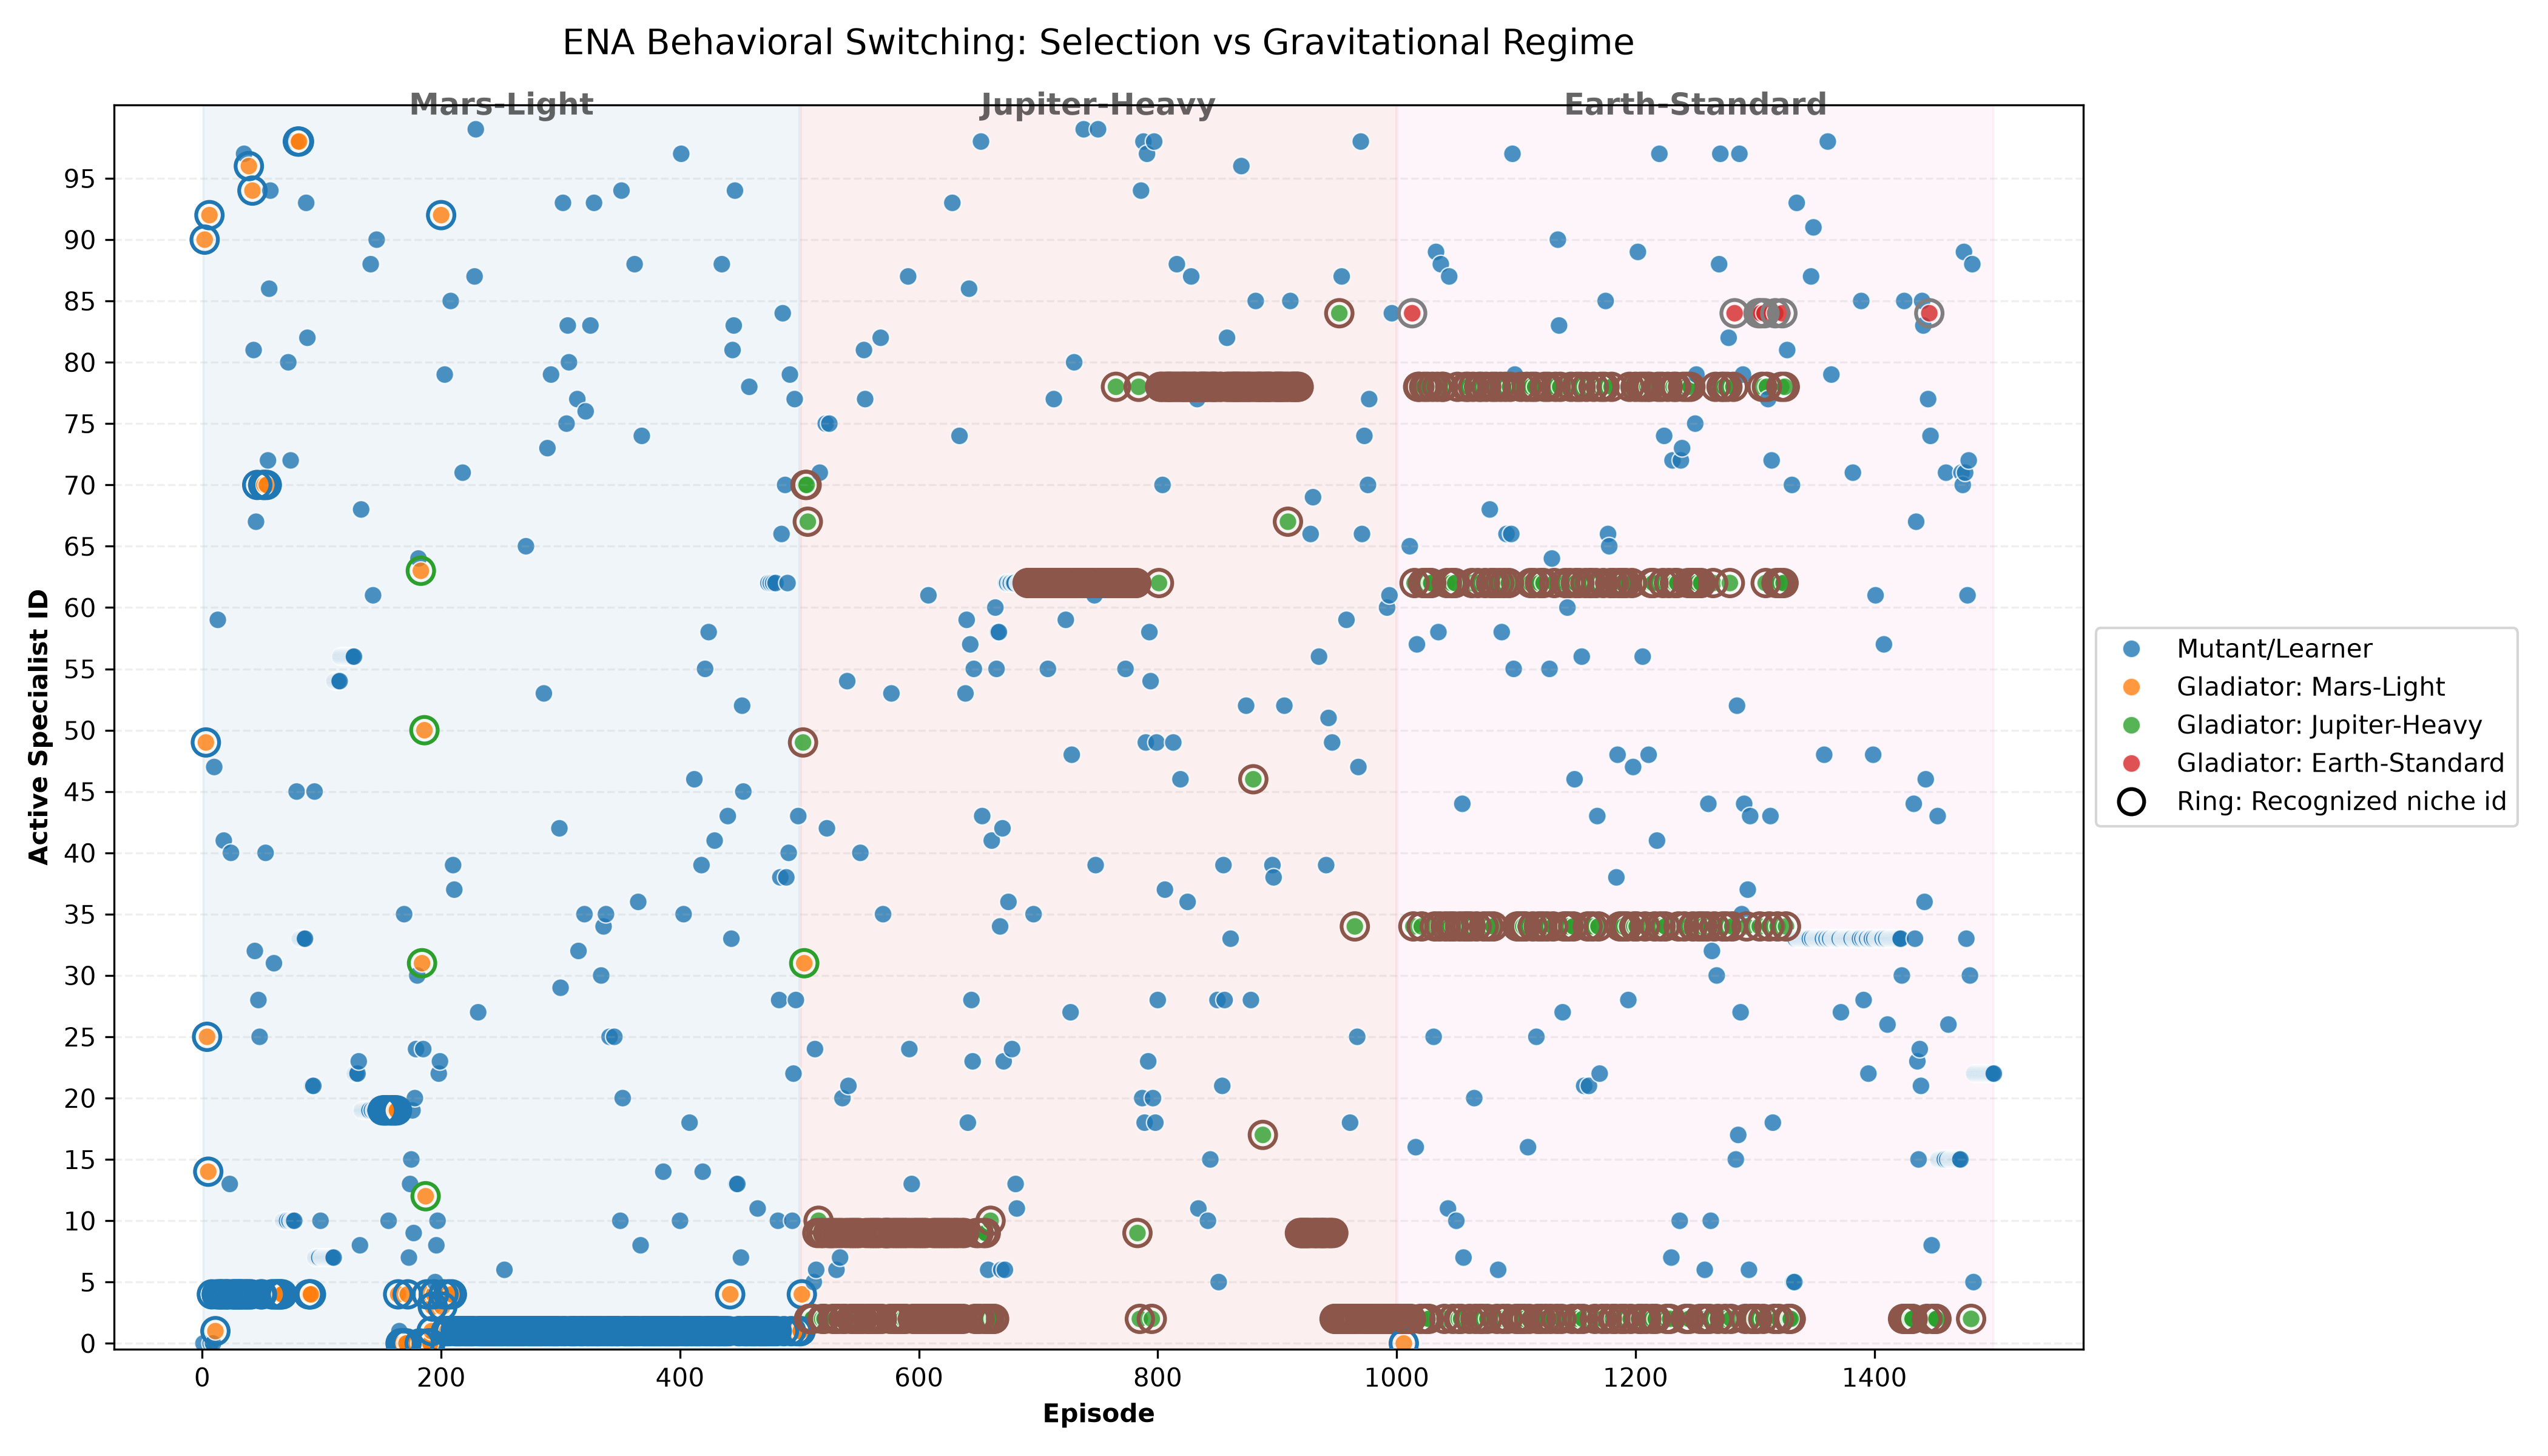 ENA Behavioral Switching: Selection vs Gravitational Regime
Mars-Light
Jupiter-Heavy
Earth-Standard
95
90
85
80
75
70
65
60
55
50
45
40
35
30
25
20
15
10
5
0
Active Specialist ID
0
200
400
600
800
1000
1200
1400
Episode
Mutant/Learner
Gladiator: Mars-Light
Gladiator: Jupiter-Heavy
Gladiator: Earth-Standard
Ring: Recognized niche id